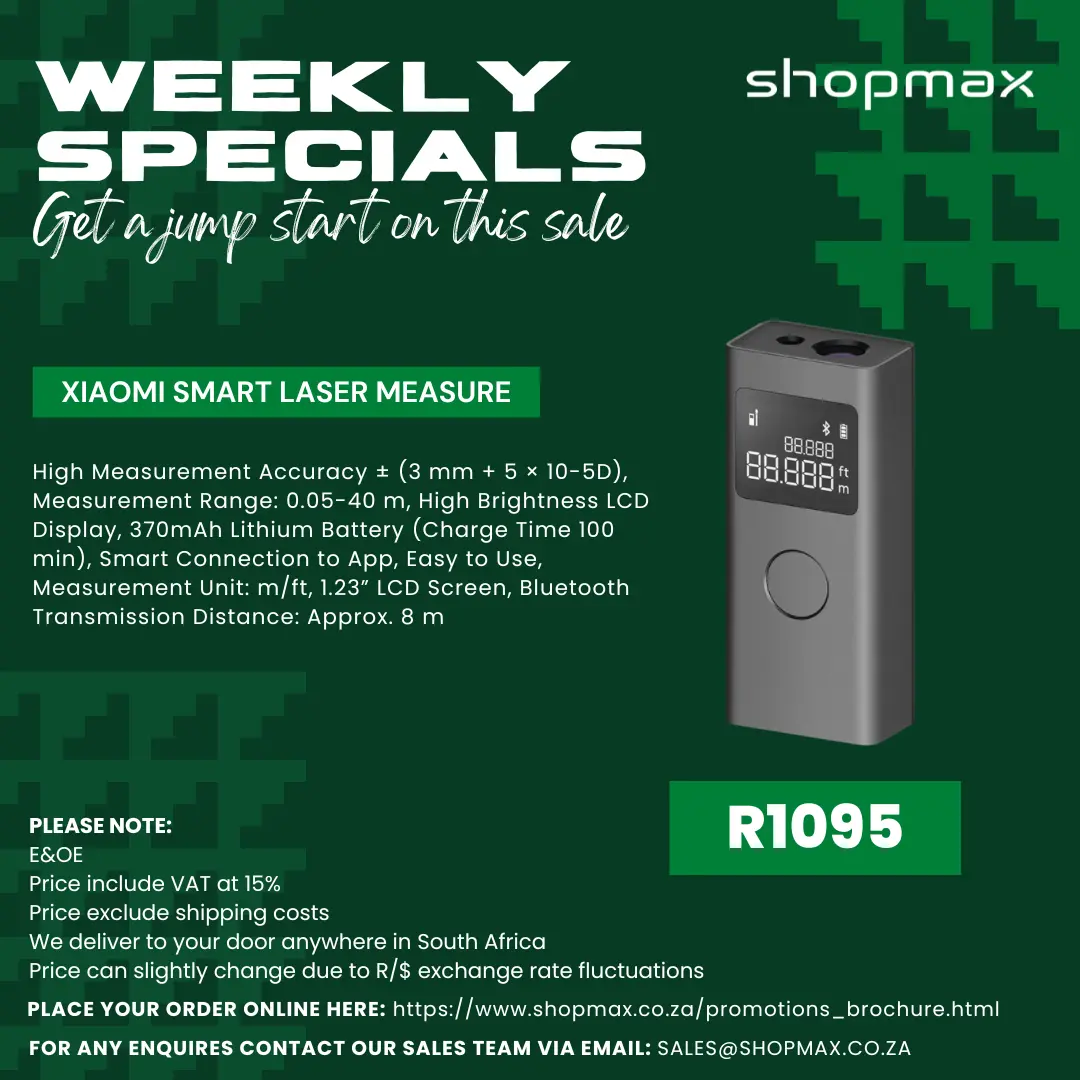 WEEKLY
SPECIALS
Get a jump start on this sale
shopmax
XIAOMI SMART LASER MEASURE
High Measurement Accuracy ± (3 mm + 5 × 10-5D),
Measurement Range: 0.05-40 m, High Brightness LCD
Display, 370mAh Lithium Battery (Charge Time 100
min), Smart Connection to App, Easy to Use,
Measurement Unit: m/ft, 1.23” LCD Screen, Bluetooth
Transmission Distance: Approx. 8 m
88.888
88.888 ft
m
R1095
PLEASE NOTE:
E&OE
Price include VAT at 15%
Price exclude shipping costs
We deliver to your door anywhere in South Africa
Price can slightly change due to R/$ exchange rate fluctuations
PLACE YOUR ORDER ONLINE HERE: https://www.shopmax.co.za/promotions_brochure.html
FOR ANY ENQUIRES CONTACT OUR SALES TEAM VIA EMAIL: SALES@SHOPMAX.CO.ZA